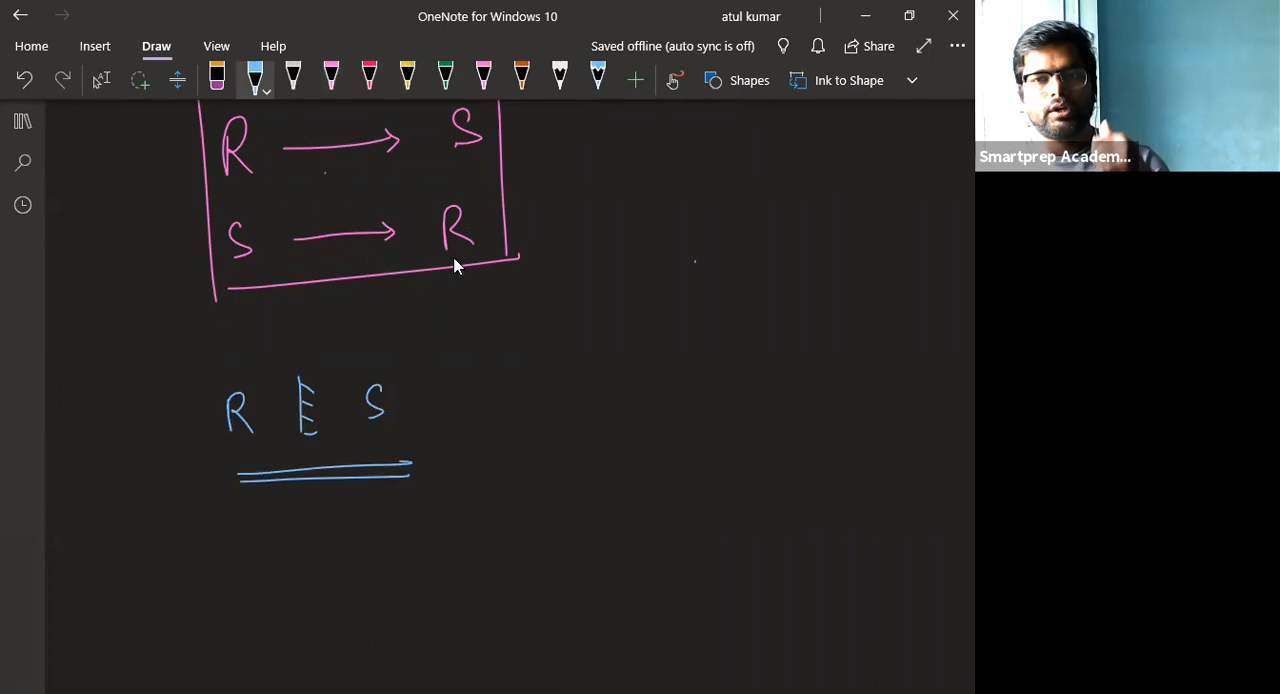 OneNote for Windows 10
atul kumar
Home Insert Draw View Help
Saved offline (auto sync is off)
Share
Shapes
Ink to Shape
Smartprep Academ...
R → S
S → R
R E S